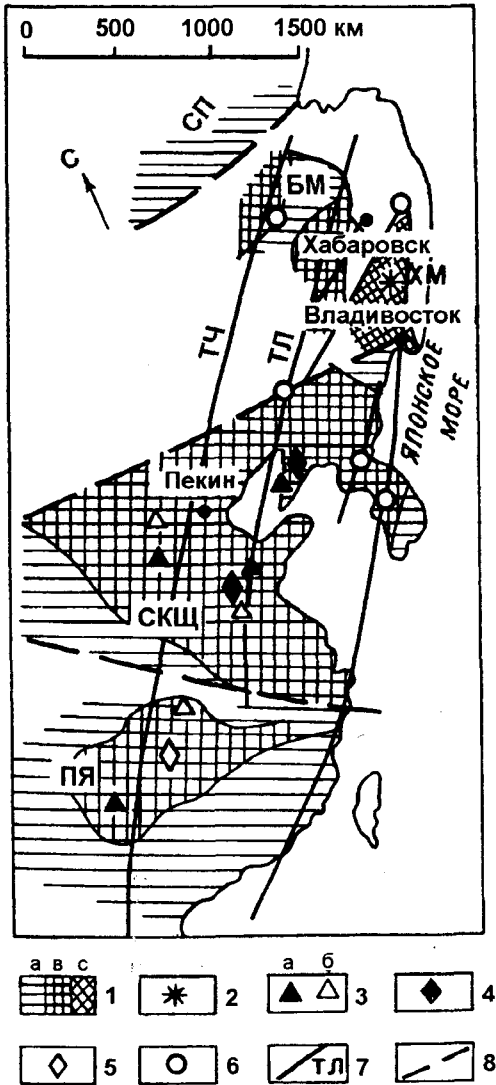 0 500 1000 1500 км
СП
С
БМ
Хабаровск
ХМ
Владивосток
ТЧ
ТЛ
ЯПОНСКОЕ
МОРЕ
Пекин
СКЩ
ПЯ
а в с 1
2
а б 3
4
5
6
ТЛ 7
8